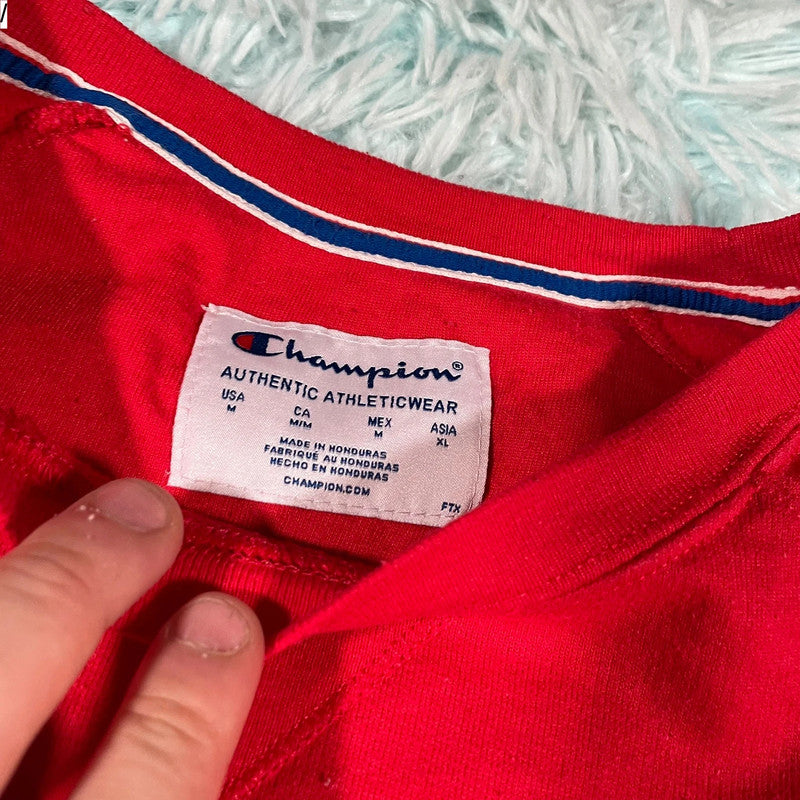 Champion®
AUTHENTIC ATHLETICWEAR
USA CA MEX ASIA
M M/M M XL
MADE IN HONDURAS
FABRIQUÉ AU HONDURAS
HECHO EN HONDURAS
CHAMPION.COM
F7X